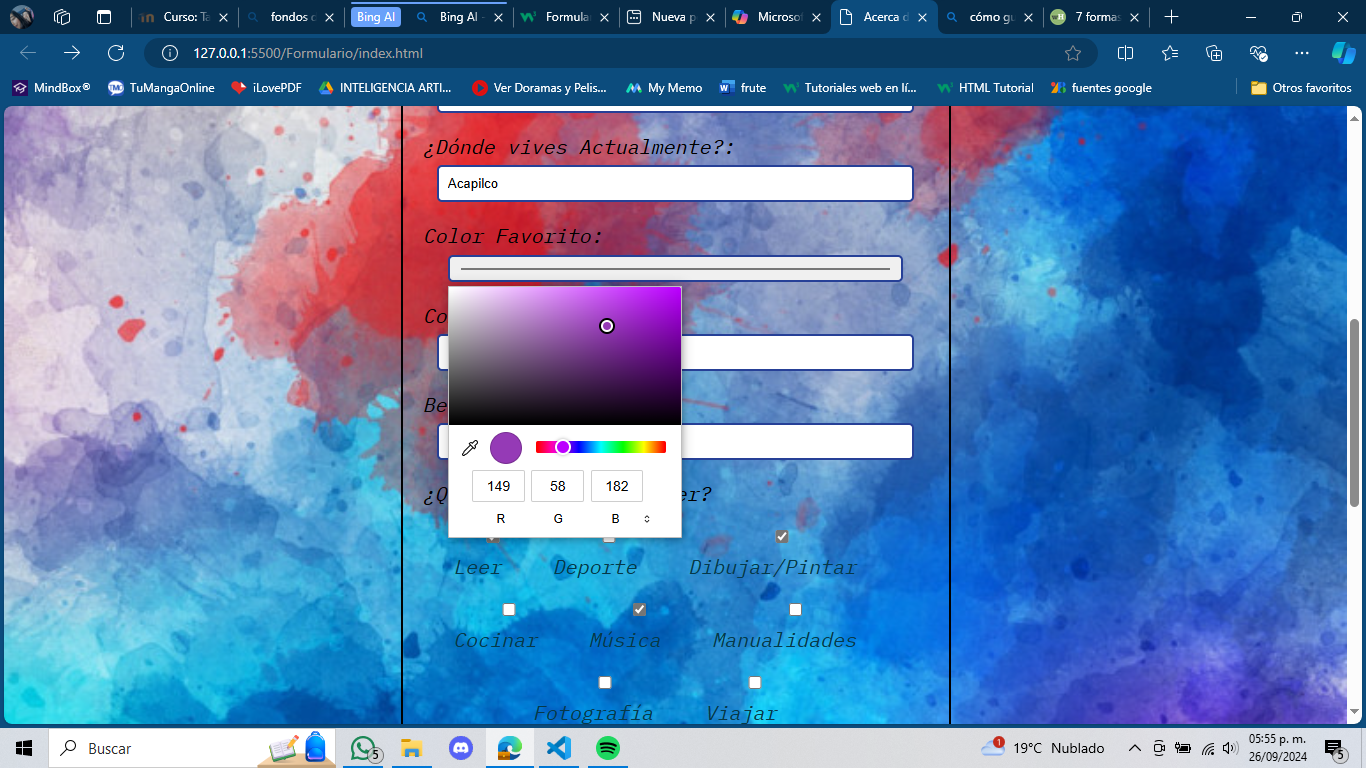 Curso: Ta
fondos d
Bing AI
Bing AI -
Formular
Nueva p
Microsof
Acerca d
cómo gu
7 formas
127.0.0.1:5500/Formulario/index.html
MindBox®
TuMangaOnline
iLovePDF
INTELIGENCIA ARTI...
Ver Doramas y Pelis...
My Memo
frute
Tutoriales web en lí...
HTML Tutorial
fuentes google
Otros favoritos
¿Dónde vives Actualmente?:
Acapilco
Color Favorito:
Co
Be
149 58 182
R G B
¿Q er?
Leer Deporte Dibujar/Pintar
Cocinar Música Manualidades
Fotografía Viajar
Buscar
5
1
19°C Nublado
05:55 p. m.
26/09/2024
5